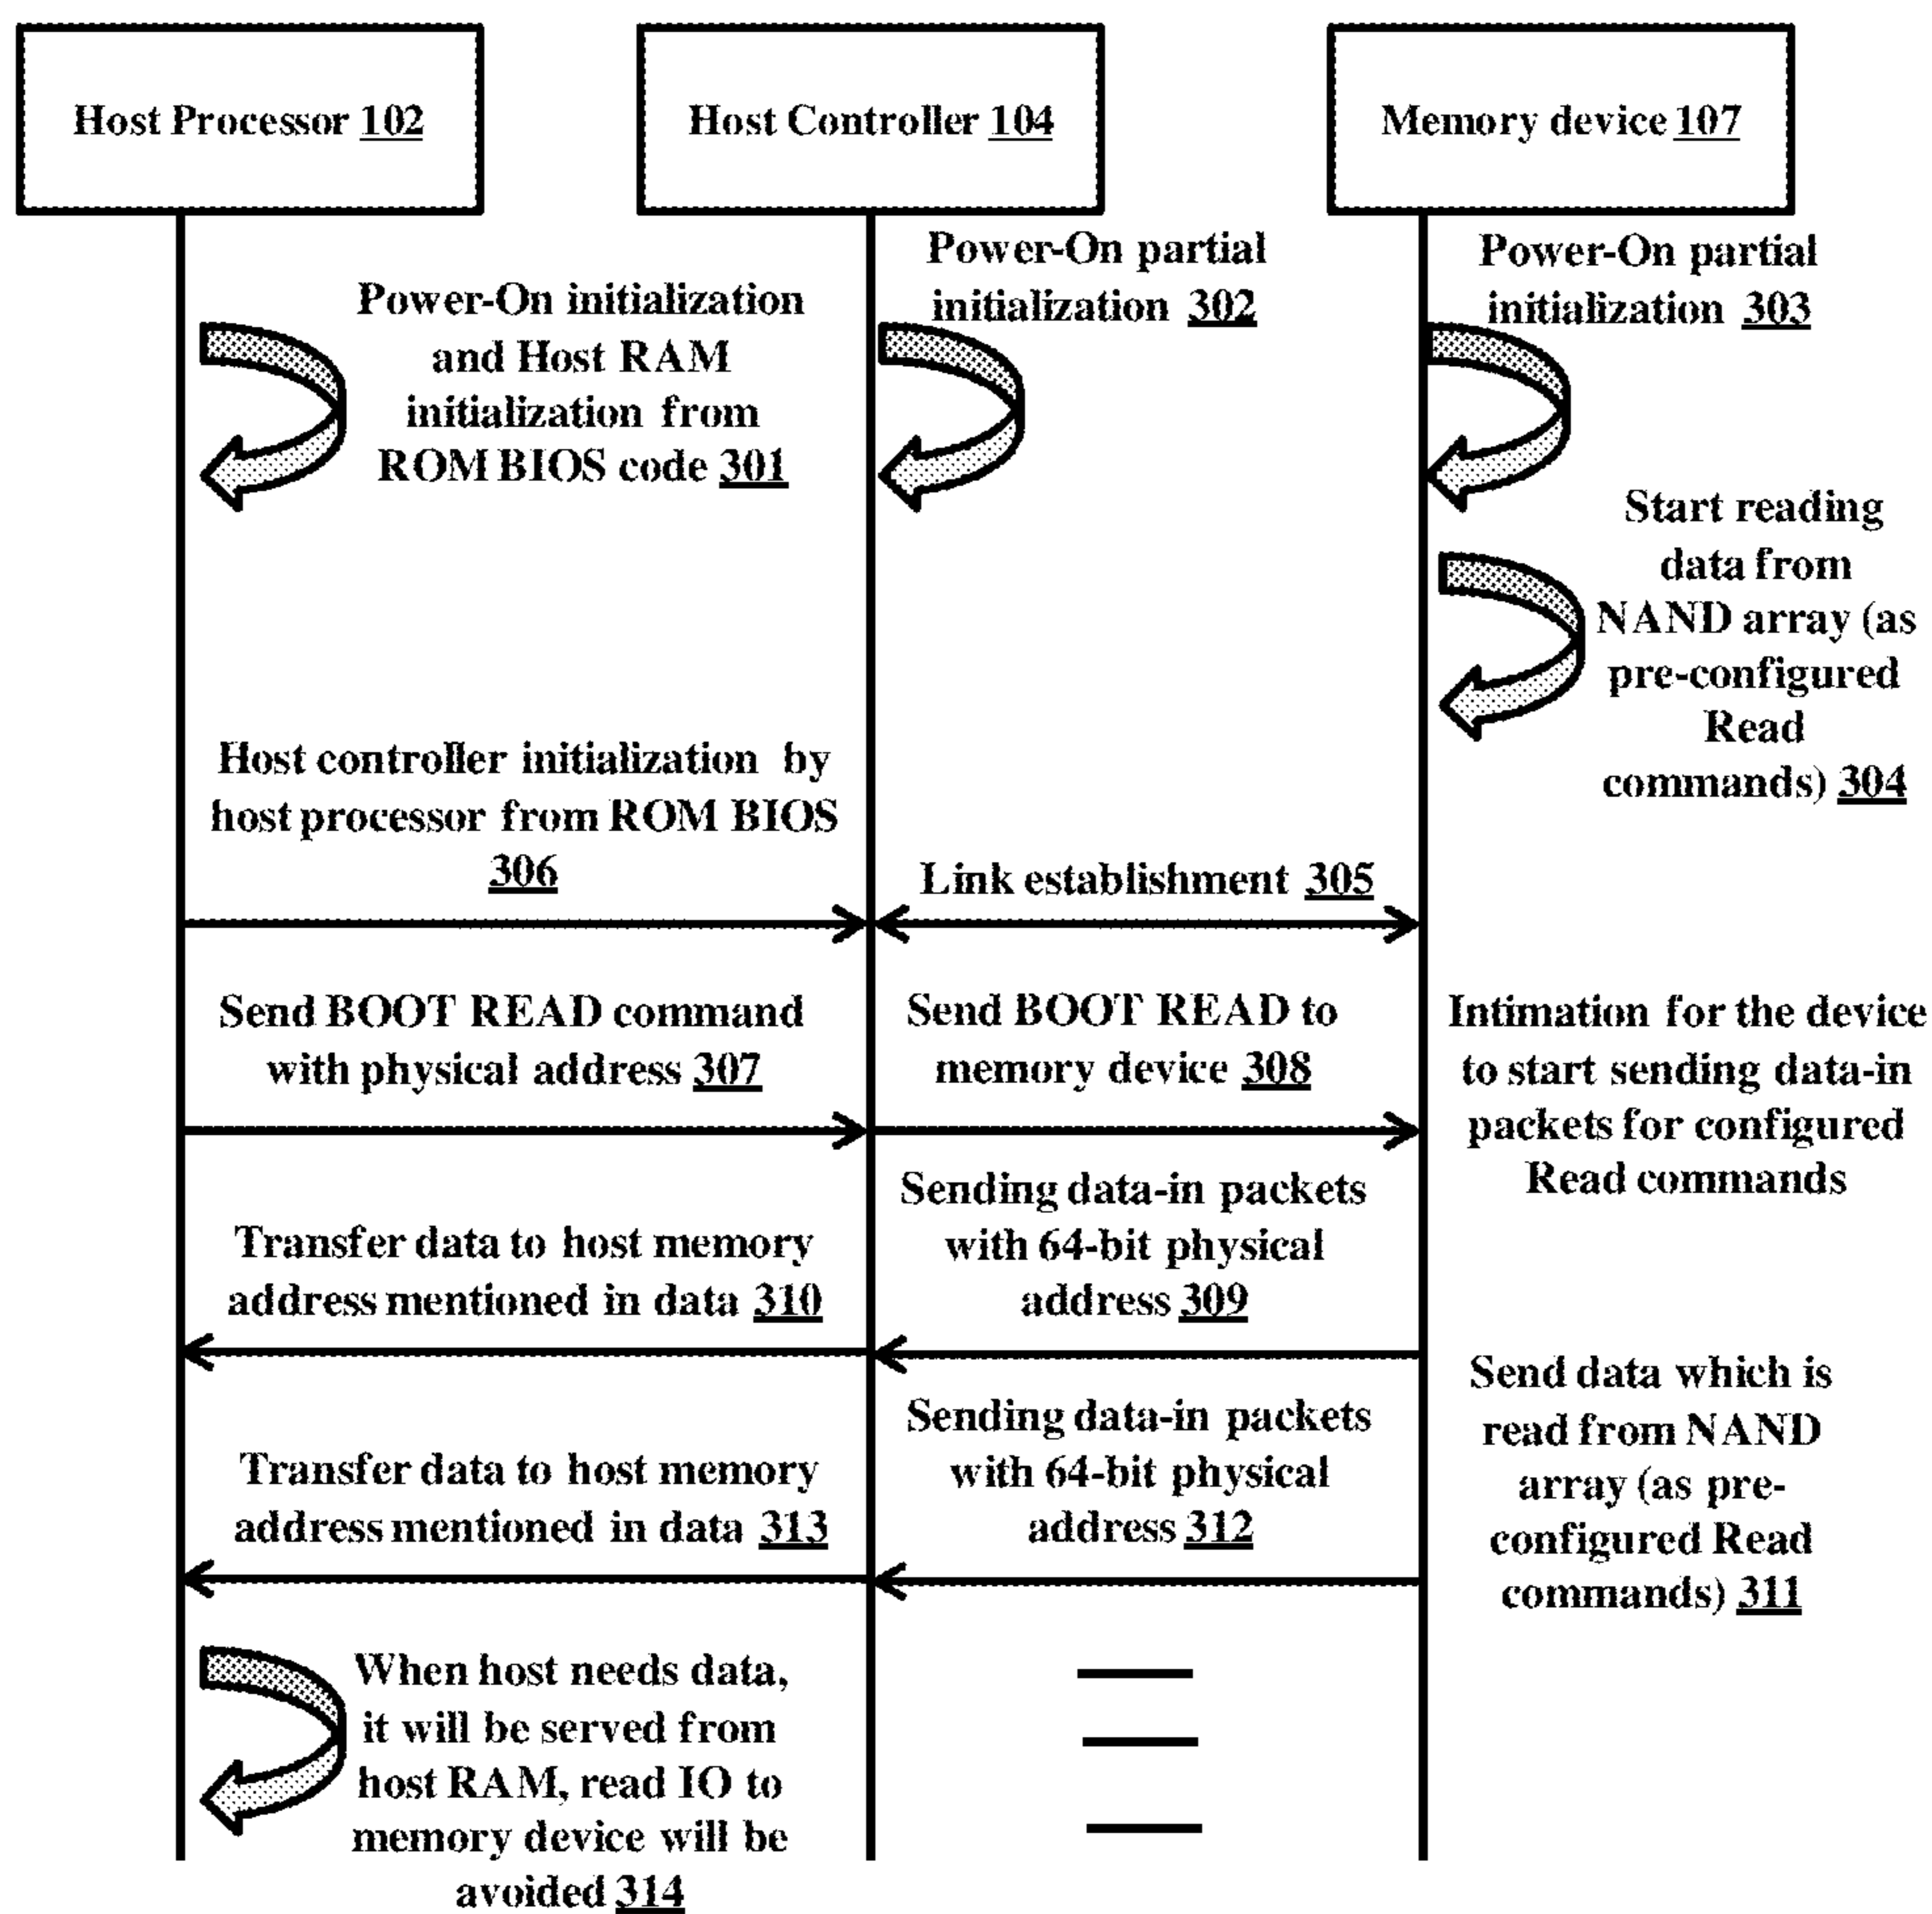 Host Processor 102
Host Controller 104
Memory device 107
Power-On initialization
and Host RAM
initialization from
ROM BIOS code 301
Power-On partial
initialization 302
Power-On partial
initialization 303
Start reading
data from
NAND array (as
pre-configured
Read
commands) 304
Host controller initialization by
host processor from ROM BIOS
306
Link establishment 305
Send BOOT READ command
with physical address 307
Send BOOT READ to
memory device 308
Intimation for the device
to start sending data-in
packets for configured
Read commands
Sending data-in packets
with 64-bit physical
address 309
Transfer data to host memory
address mentioned in data 310
Send data which is
read from NAND
array (as pre-
configured Read
commands) 311
Sending data-in packets
with 64-bit physical
address 312
Transfer data to host memory
address mentioned in data 313
When host needs data,
it will be served from
host RAM, read IO to
memory device will be
avoided 314